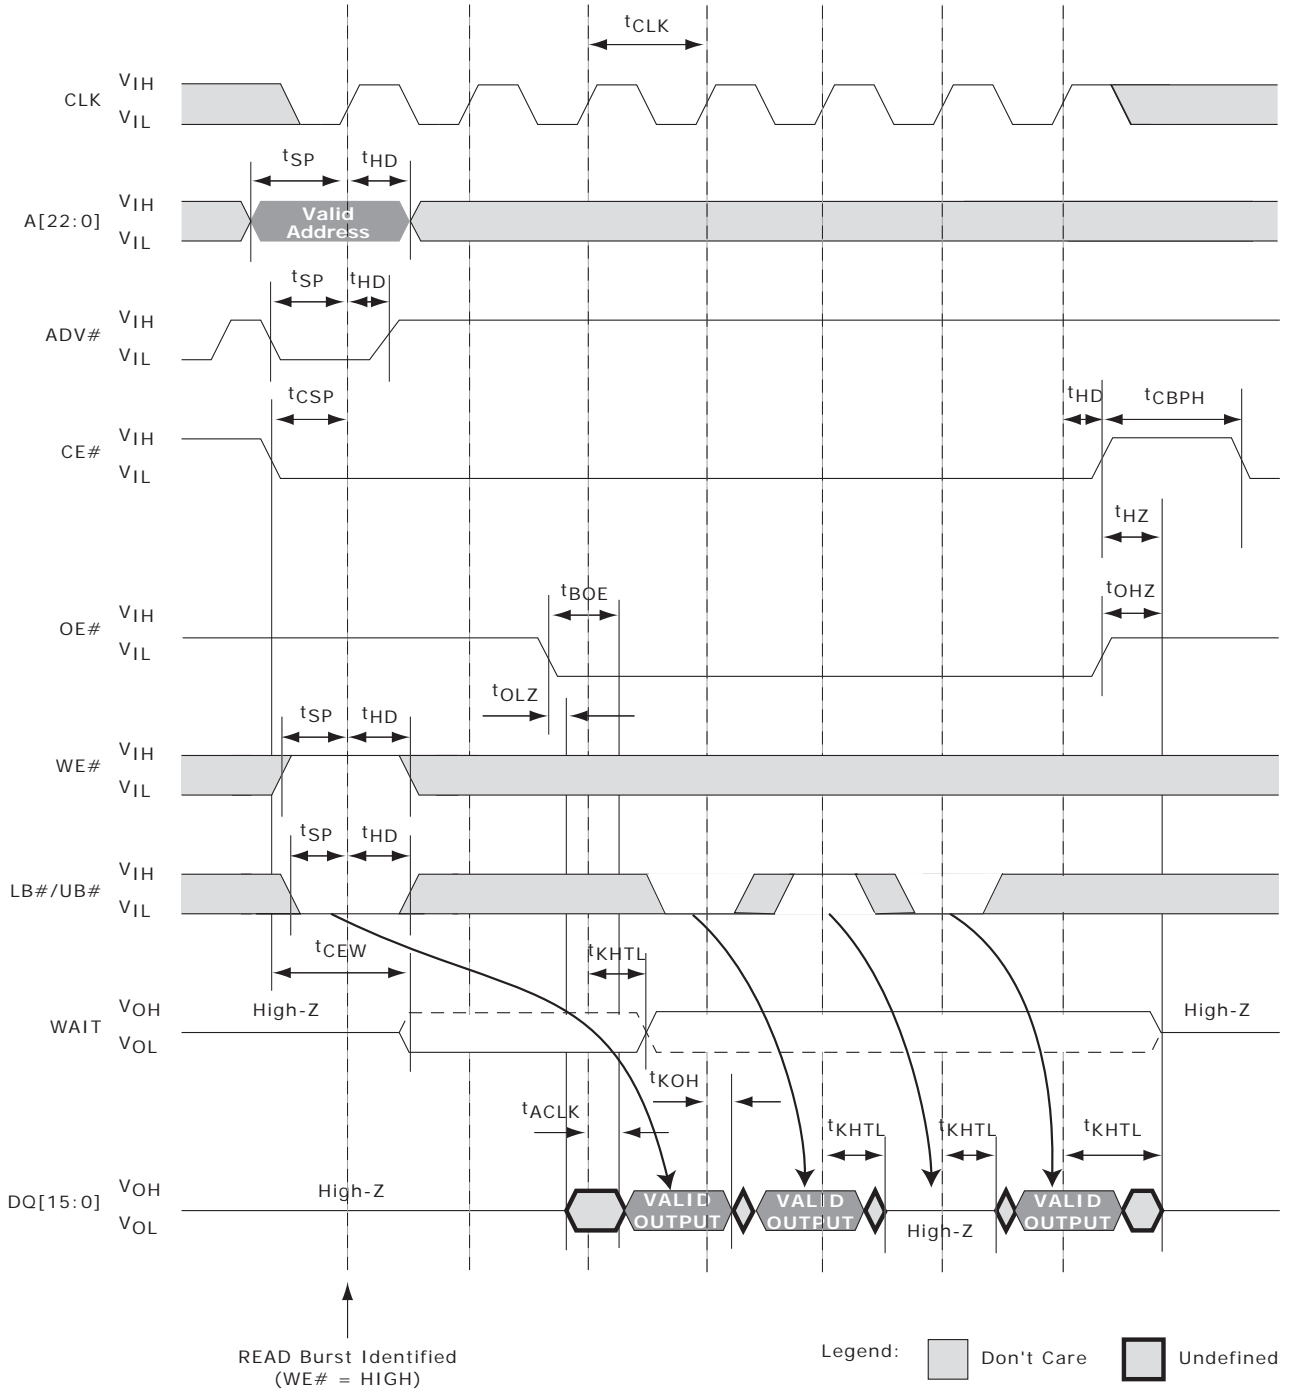 tCLK
CLK
VIH
VIL
tSP
tHD
A[22:0]
VIH
VIL
Valid
Address
tSP
tHD
ADV#
VIH
VIL
tCSP
tHD
tCBPH
CE#
VIH
VIL
tHZ
tBOE
tOHZ
OE#
VIH
VIL
tOLZ
tSP
tHD
WE#
VIH
VIL
tSP
tHD
LB#/UB#
VIH
VIL
tCEW
tKHTL
WAIT
VOH
VOL
High-Z
High-Z
tKOH
tACLK
tKHTL
tKHTL
tKHTL
DQ[15:0]
VOH
VOL
High-Z
VALID
OUTPUT
VALID
OUTPUT
High-Z
VALID
OUTPUT
READ Burst Identified
(WE# = HIGH)
Legend:
Don't Care
Undefined